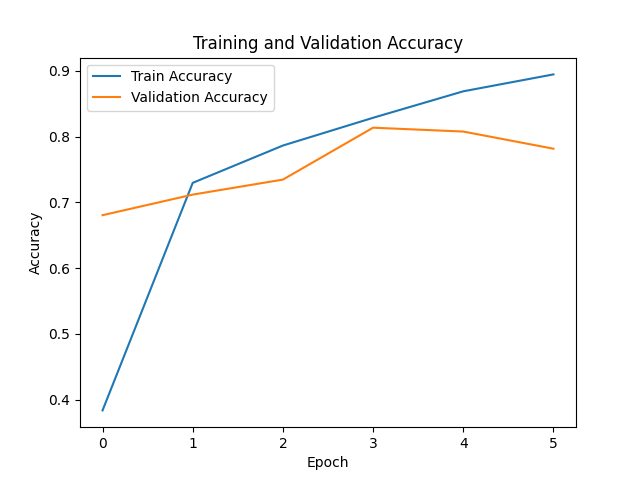 Training and Validation Accuracy
Train Accuracy
Validation Accuracy
0.9
0.8
0.7
0.6
0.5
0.4
Accuracy
0 1 2 3 4 5
Epoch